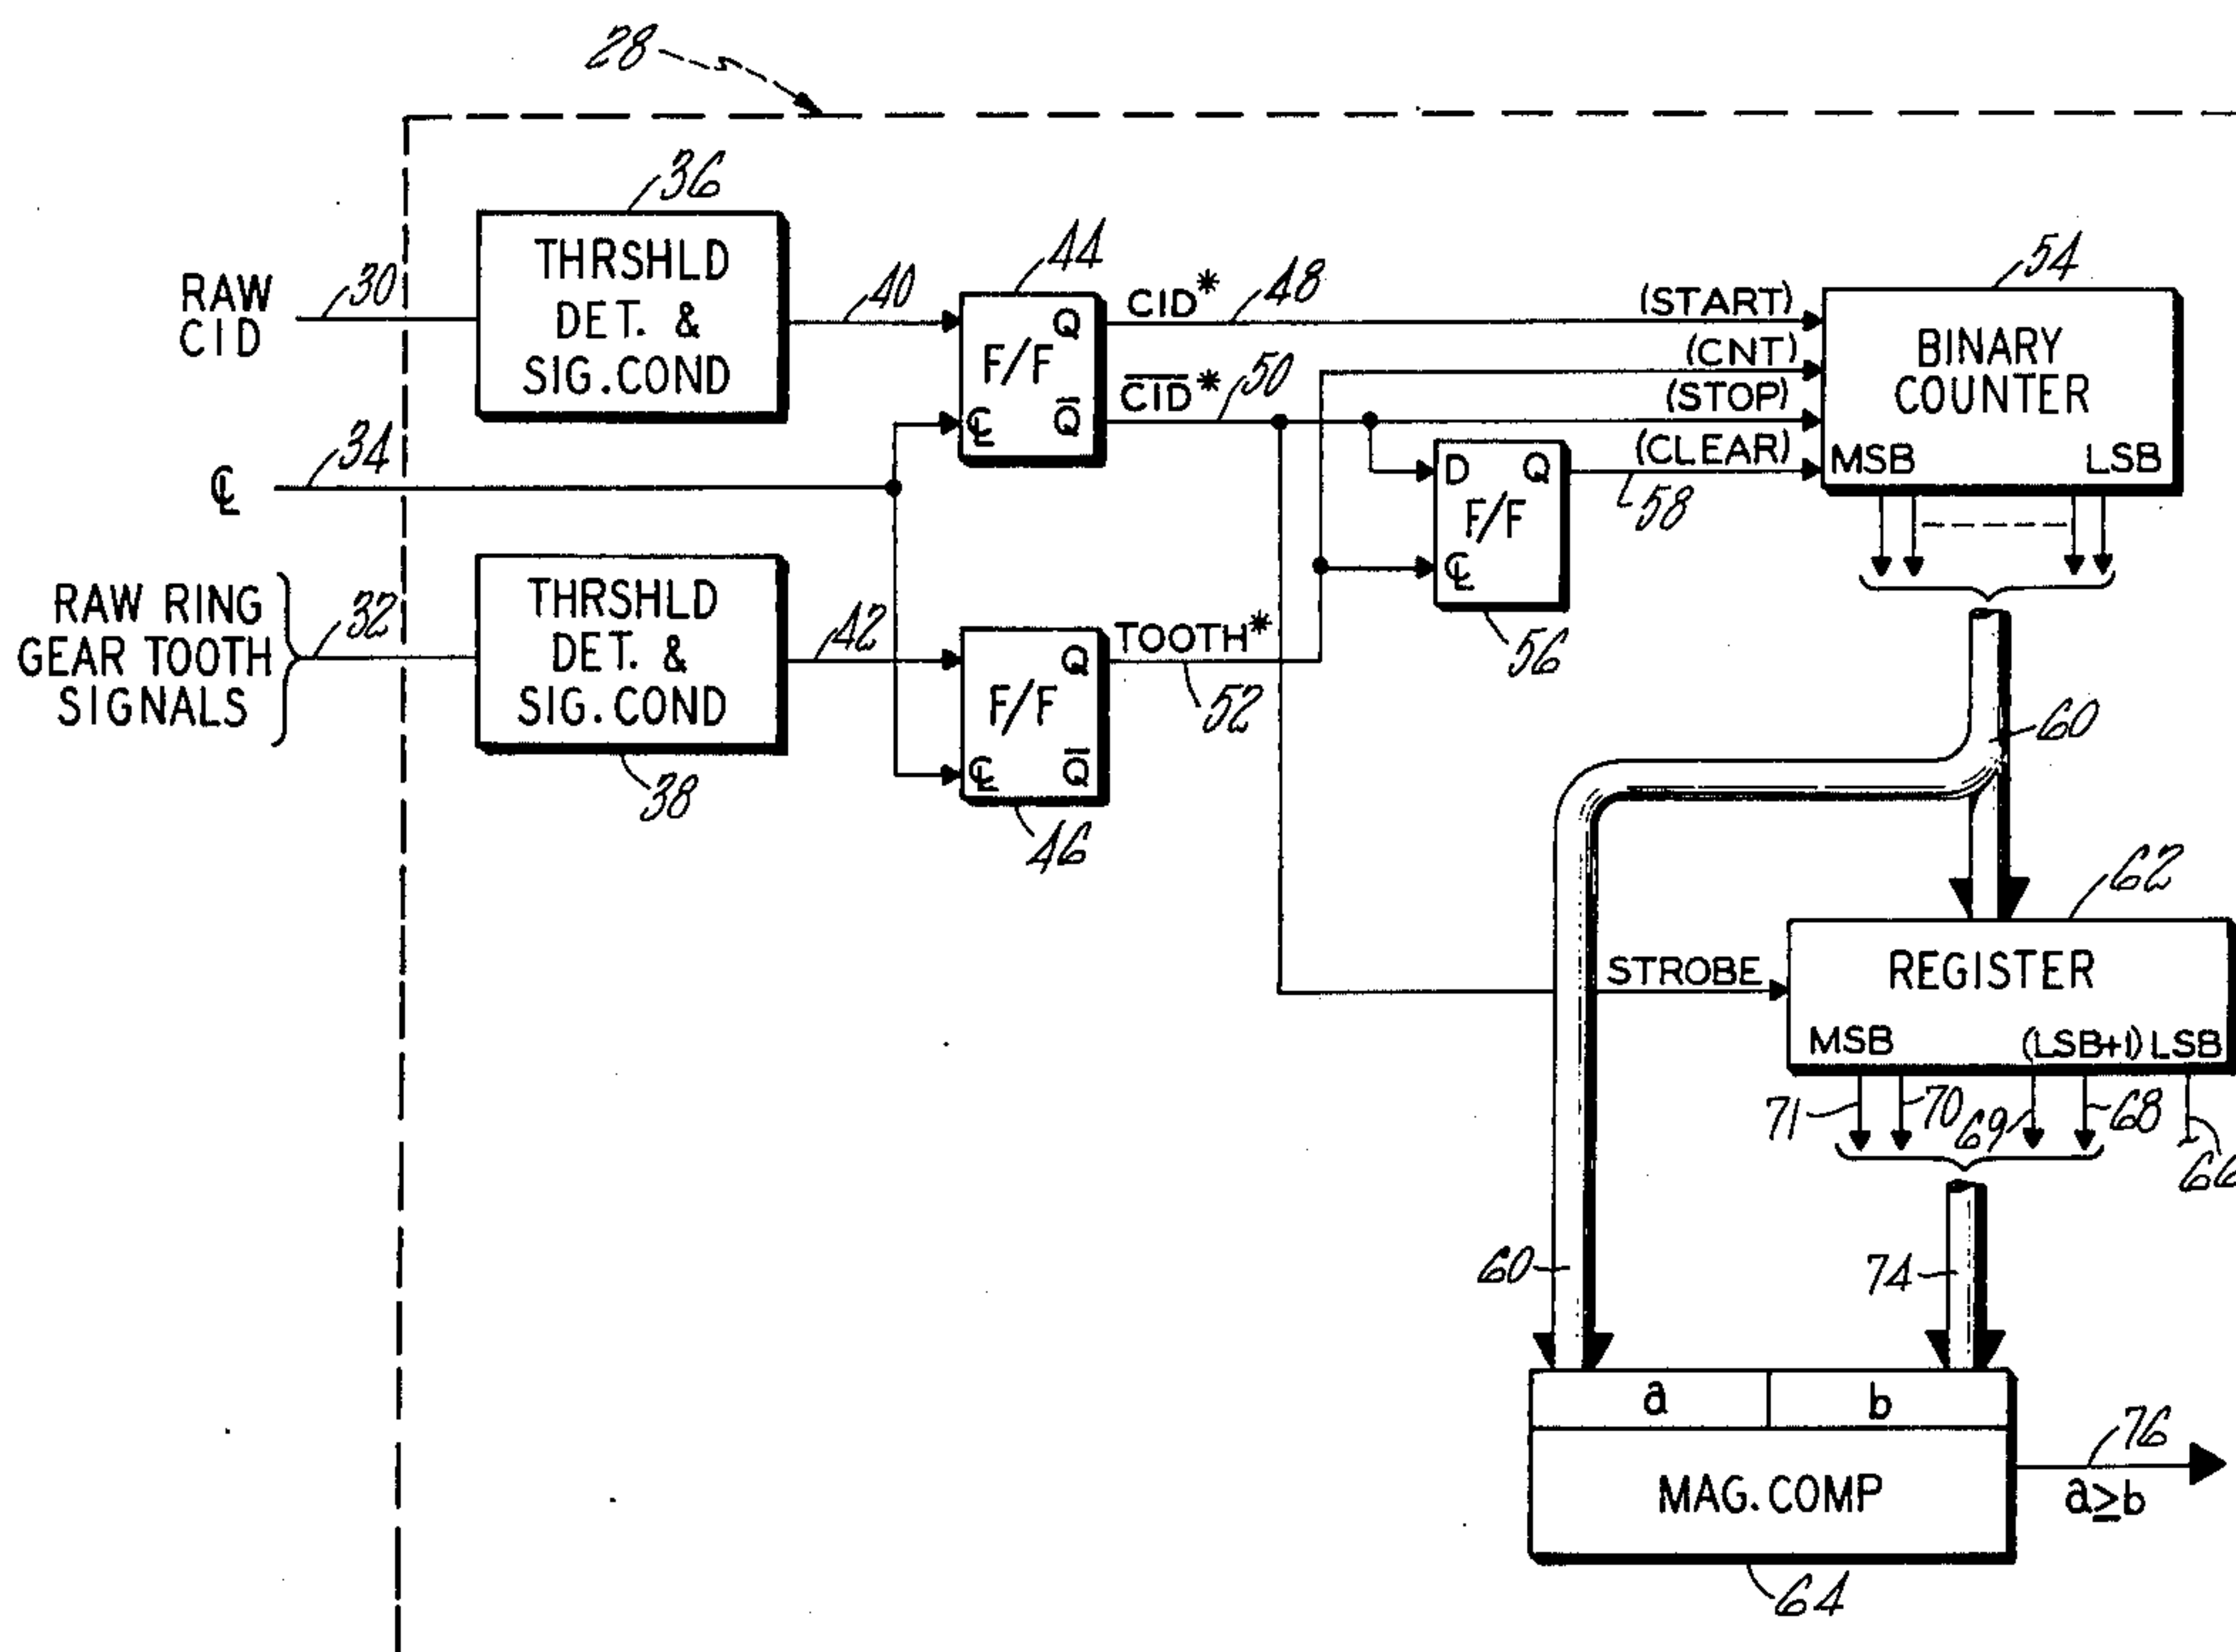 28
36
THRSHLD
DET. &
SIG.COND
RAW
CID
30
40
44
Q
F/F
C̅L̅
Q̅
CID*
48
(START)
54
BINARY
COUNTER
MSB
LSB
(CNT)
C̅I̅D̅*
50
(STOP)
(CLEAR)
℄
34
D Q
F/F
℄
58
56
RAW RING
GEAR TOOTH
SIGNALS
32
THRSHLD
DET. &
SIG.COND
38
42
Q
F/F
℄
Q̅
46
TOOTH*
52
60
62
STROBE
REGISTER
MSB
(LSB+1) LSB
71
70
69
68
66
60
74
a
b
MAG.COMP
76
a≥b
64